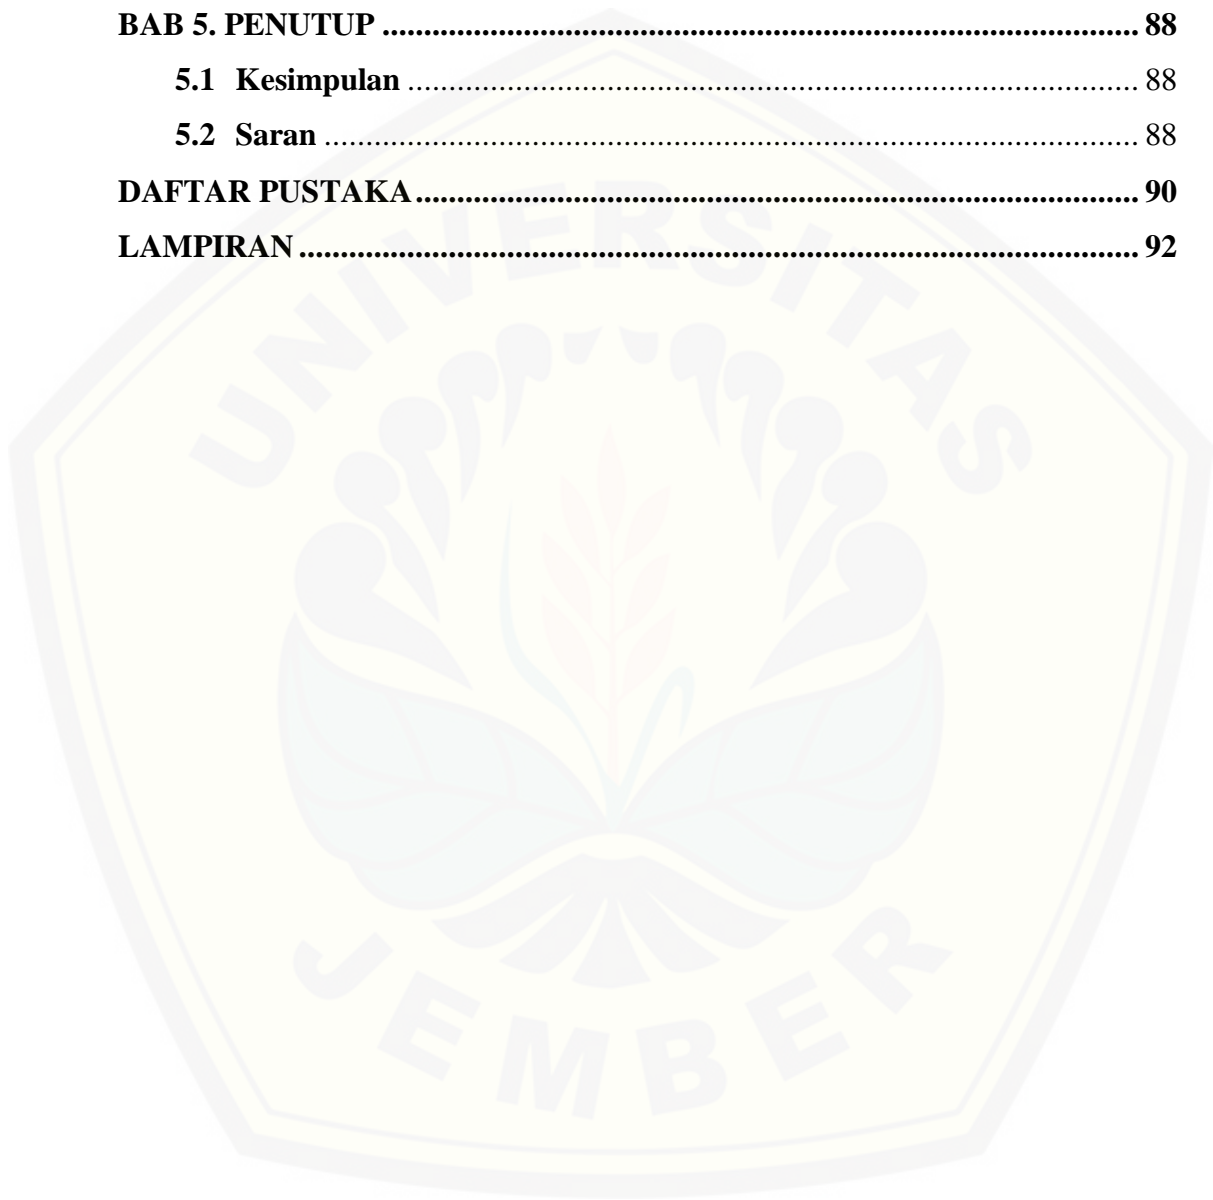 BAB 5. PENUTUP ........................................................................................... 88
5.1 Kesimpulan ........................................................................................ 88
5.2 Saran .................................................................................................. 88
DAFTAR PUSTAKA ....................................................................................... 90
LAMPIRAN ..................................................................................................... 92
UNIVERSITAS
JEMBER